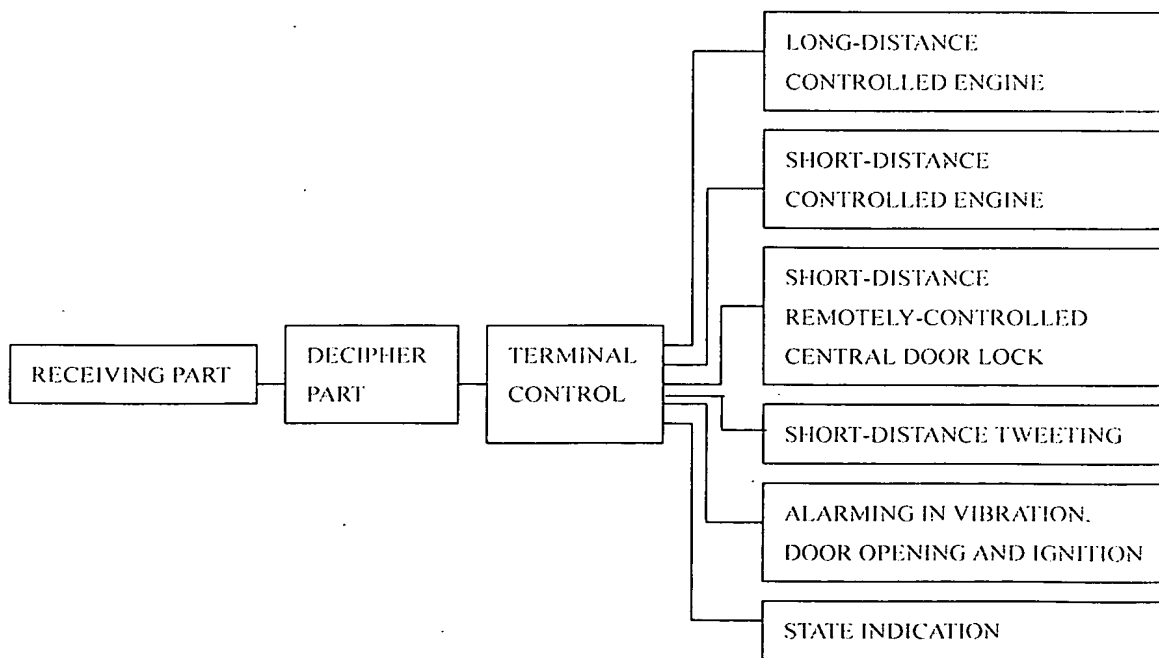 LONG-DISTANCE
CONTROLLED ENGINE
SHORT-DISTANCE
CONTROLLED ENGINE
SHORT-DISTANCE
REMOTELY-CONTROLLED
CENTRAL DOOR LOCK
RECEIVING PART
DECIPHER
PART
TERMINAL
CONTROL
SHORT-DISTANCE TWEETING
ALARMING IN VIBRATION.
DOOR OPENING AND IGNITION
STATE INDICATION